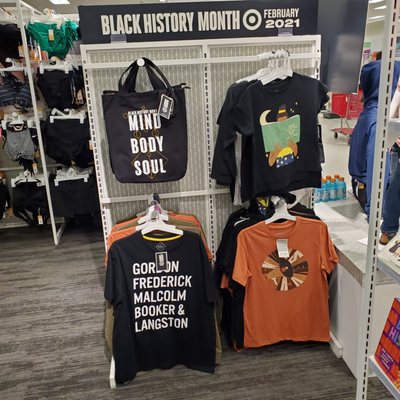 BLACK HISTORY MONTH
FEBRUARY
2021
MIND
BODY
SOUL
GORDON
FREDERICK
MALCOLM
BOOKER &
LANGSTON